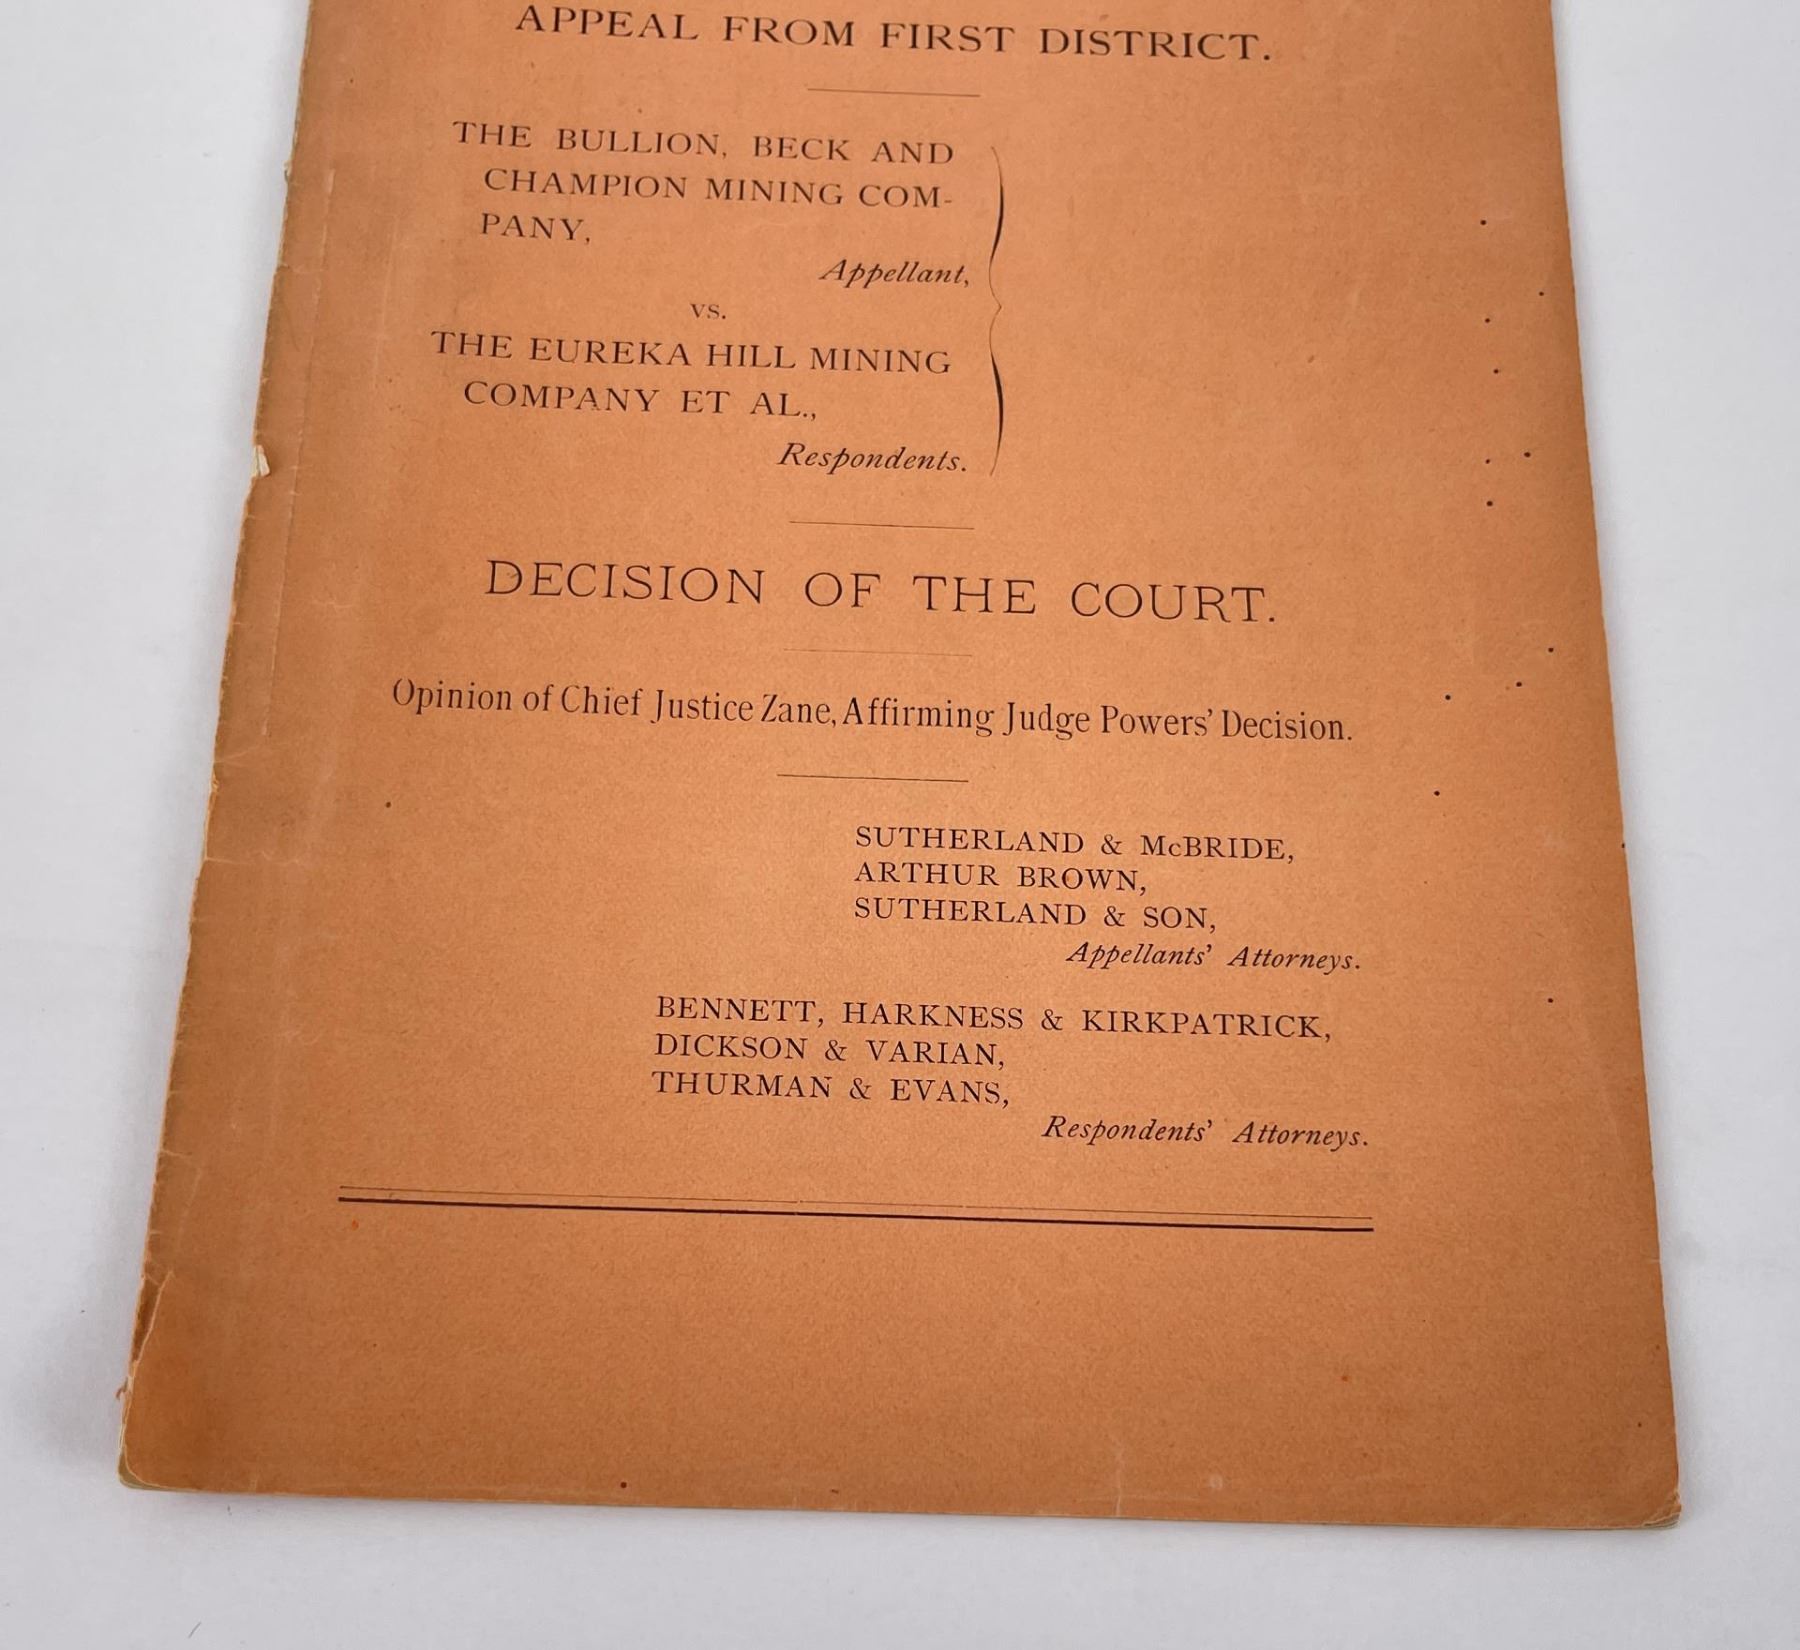 APPEAL FROM FIRST DISTRICT.
THE BULLION, BECK AND
CHAMPION MINING COM-
PANY,
Appellant,
vs.
THE EUREKA HILL MINING
COMPANY ET AL.,
Respondents.
DECISION OF THE COURT.
Opinion of Chief Justice Zane, Affirming Judge Powers' Decision.
SUTHERLAND & McBRIDE,
ARTHUR BROWN,
SUTHERLAND & SON,
Appellants' Attorneys.
BENNETT, HARKNESS & KIRKPATRICK,
DICKSON & VARIAN,
THURMAN & EVANS,
Respondents' Attorneys.